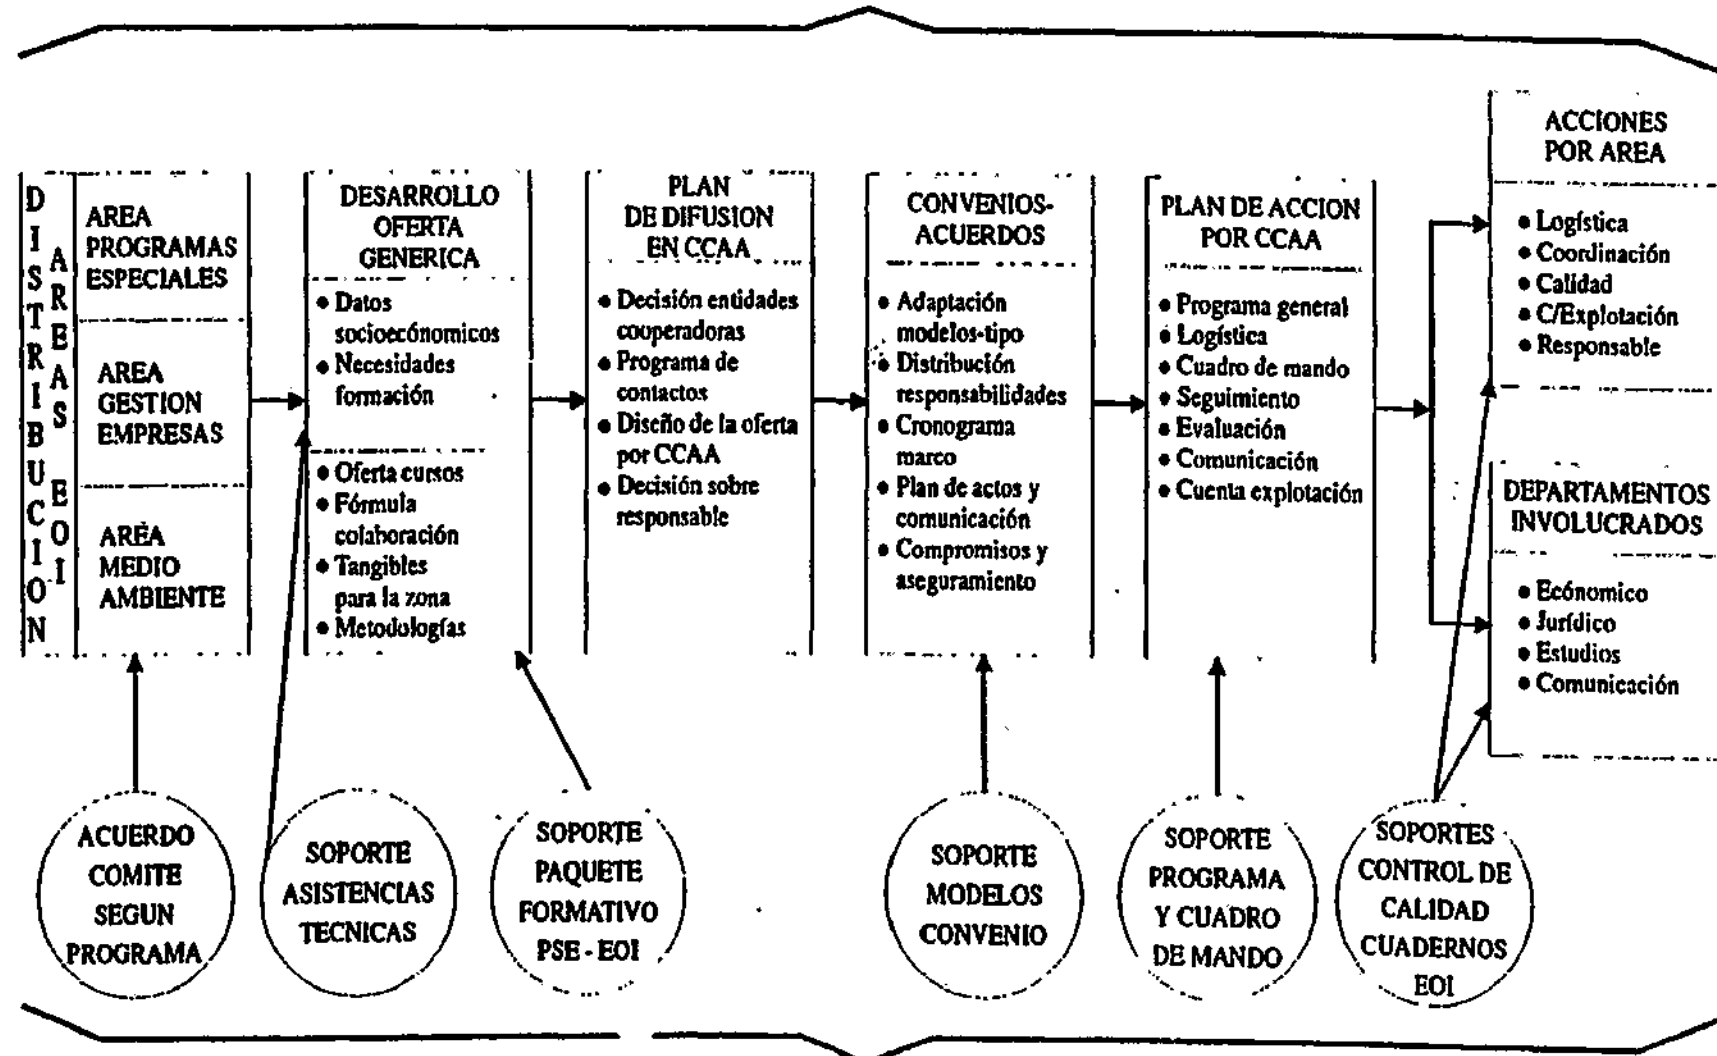 DISTRIBUCION
AREAS EOI
AREA
PROGRAMAS
ESPECIALES
AREA
GESTION
EMPRESAS
AREA
MEDIO
AMBIENTE
DESARROLLO
OFERTA
GENERICA
• Datos
socioecónomicos
• Necesidades
formación
• Oferta cursos
• Fórmula
colaboración
• Tangibles
para la zona
• Metodologías
PLAN
DE DIFUSION
EN CCAA
• Decisión entidades
cooperadoras
• Programa de
contactos
• Diseño de la oferta
por CCAA
• Decisión sobre
responsable
CONVENIOS-
ACUERDOS
• Adaptación
modelos-tipo
• Distribución
responsabilidades
• Cronograma
marco
• Plan de actos y
comunicación
• Compromisos y
aseguramiento
PLAN DE ACCION
POR CCAA
• Programa general
• Logística
• Cuadro de mando
• Seguimiento
• Evaluación
• Comunicación
• Cuenta explotación
ACCIONES
POR AREA
• Logística
• Coordinación
• Calidad
• C/Explotación
• Responsable
DEPARTAMENTOS
INVOLUCRADOS
• Ecónomico
• Jurídico
• Estudios
• Comunicación
ACUERDO
COMITE
SEGUN
PROGRAMA
SOPORTE
ASISTENCIAS
TECNICAS
SOPORTE
PAQUETE
FORMATIVO
PSE - EOI
SOPORTE
MODELOS
CONVENIO
SOPORTE
PROGRAMA
Y CUADRO
DE MANDO
SOPORTES
CONTROL DE
CALIDAD
CUADERNOS
EOI